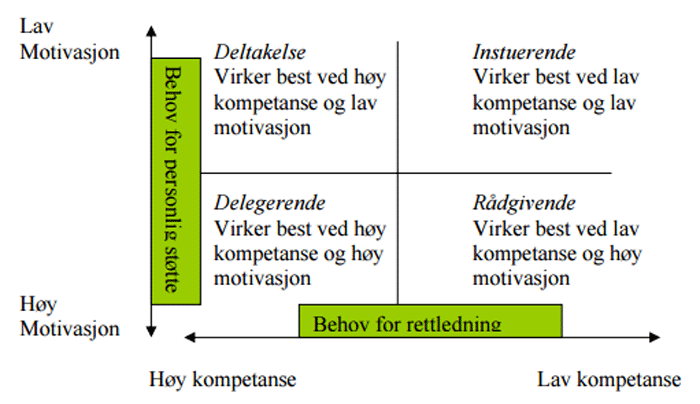 Lav
Motivasjon
Behov for personlig støtte
Deltakelse
Virker best ved høy
kompetanse og lav
motivasjon
Instuerende
Virker best ved lav
kompetanse og lav
motivasjon
Delegerende
Virker best ved høy
kompetanse og høy
motivasjon
Rådgivende
Virker best ved lav
kompetanse og høy
motivasjon
Høy
Motivasjon
Behov for rettledning
Høy kompetanse
Lav kompetanse